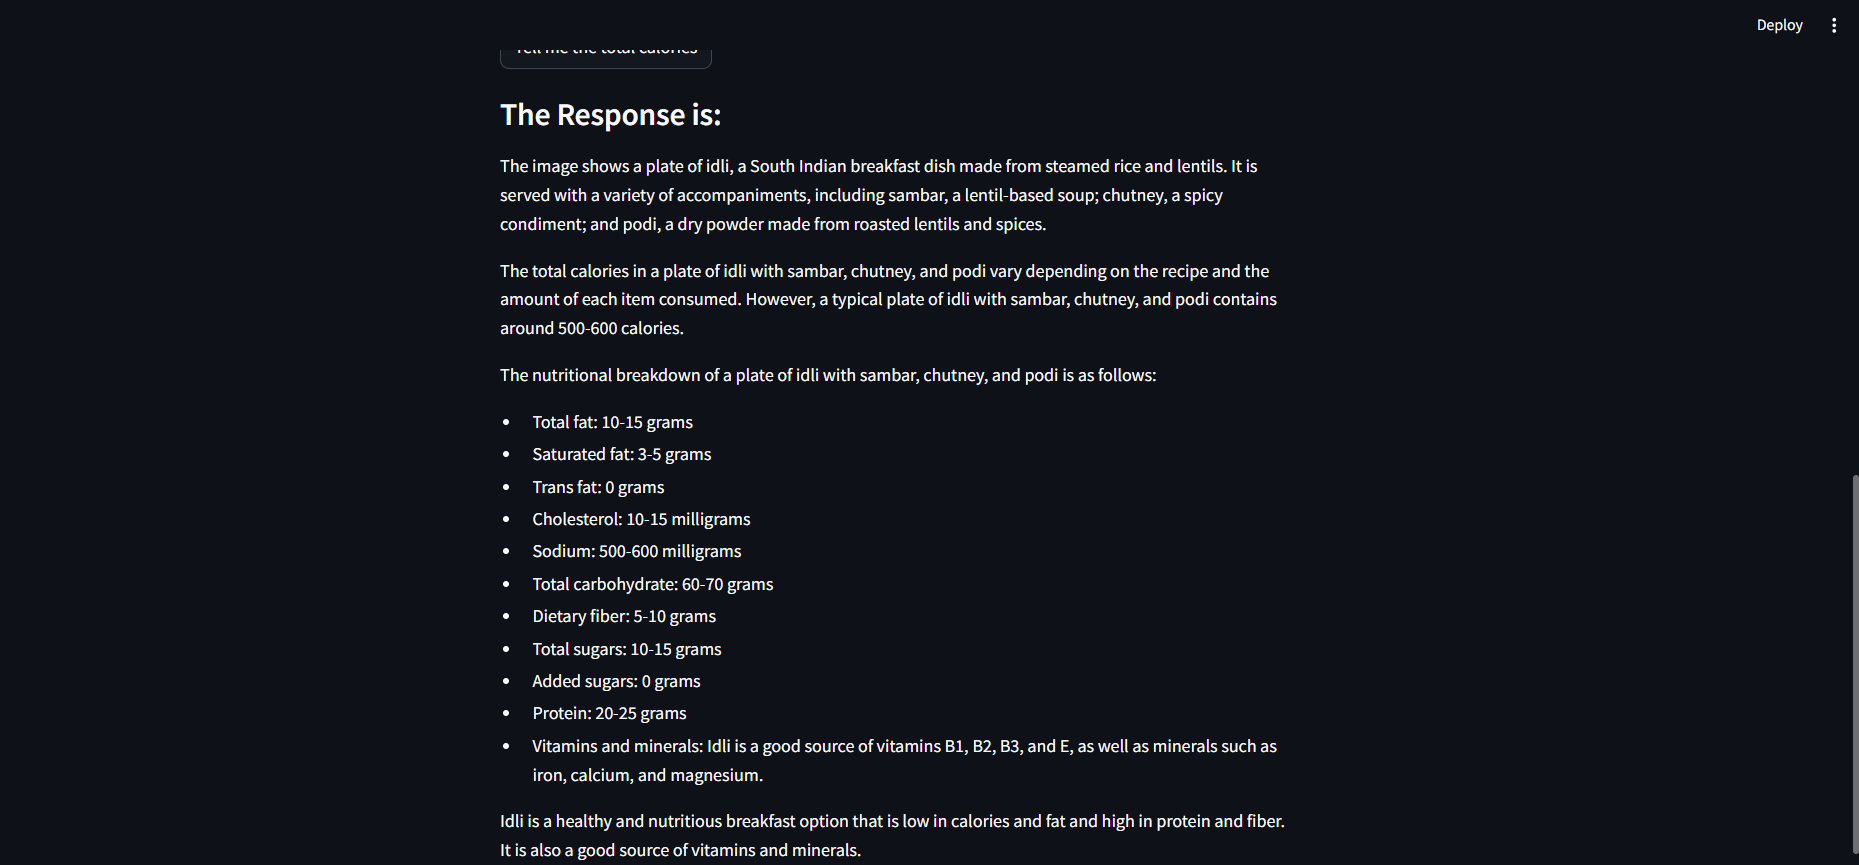 Deploy
Tell me the total calories
The Response is:
The image shows a plate of idli, a South Indian breakfast dish made from steamed rice and lentils. It is
served with a variety of accompaniments, including sambar, a lentil-based soup; chutney, a spicy
condiment; and podi, a dry powder made from roasted lentils and spices.
The total calories in a plate of idli with sambar, chutney, and podi vary depending on the recipe and the
amount of each item consumed. However, a typical plate of idli with sambar, chutney, and podi contains
around 500-600 calories.
The nutritional breakdown of a plate of idli with sambar, chutney, and podi is as follows:
• Total fat: 10-15 grams
• Saturated fat: 3-5 grams
• Trans fat: 0 grams
• Cholesterol: 10-15 milligrams
• Sodium: 500-600 milligrams
• Total carbohydrate: 60-70 grams
• Dietary fiber: 5-10 grams
• Total sugars: 10-15 grams
• Added sugars: 0 grams
• Protein: 20-25 grams
• Vitamins and minerals: Idli is a good source of vitamins B1, B2, B3, and E, as well as minerals such as
iron, calcium, and magnesium.
Idli is a healthy and nutritious breakfast option that is low in calories and fat and high in protein and fiber.
It is also a good source of vitamins and minerals.